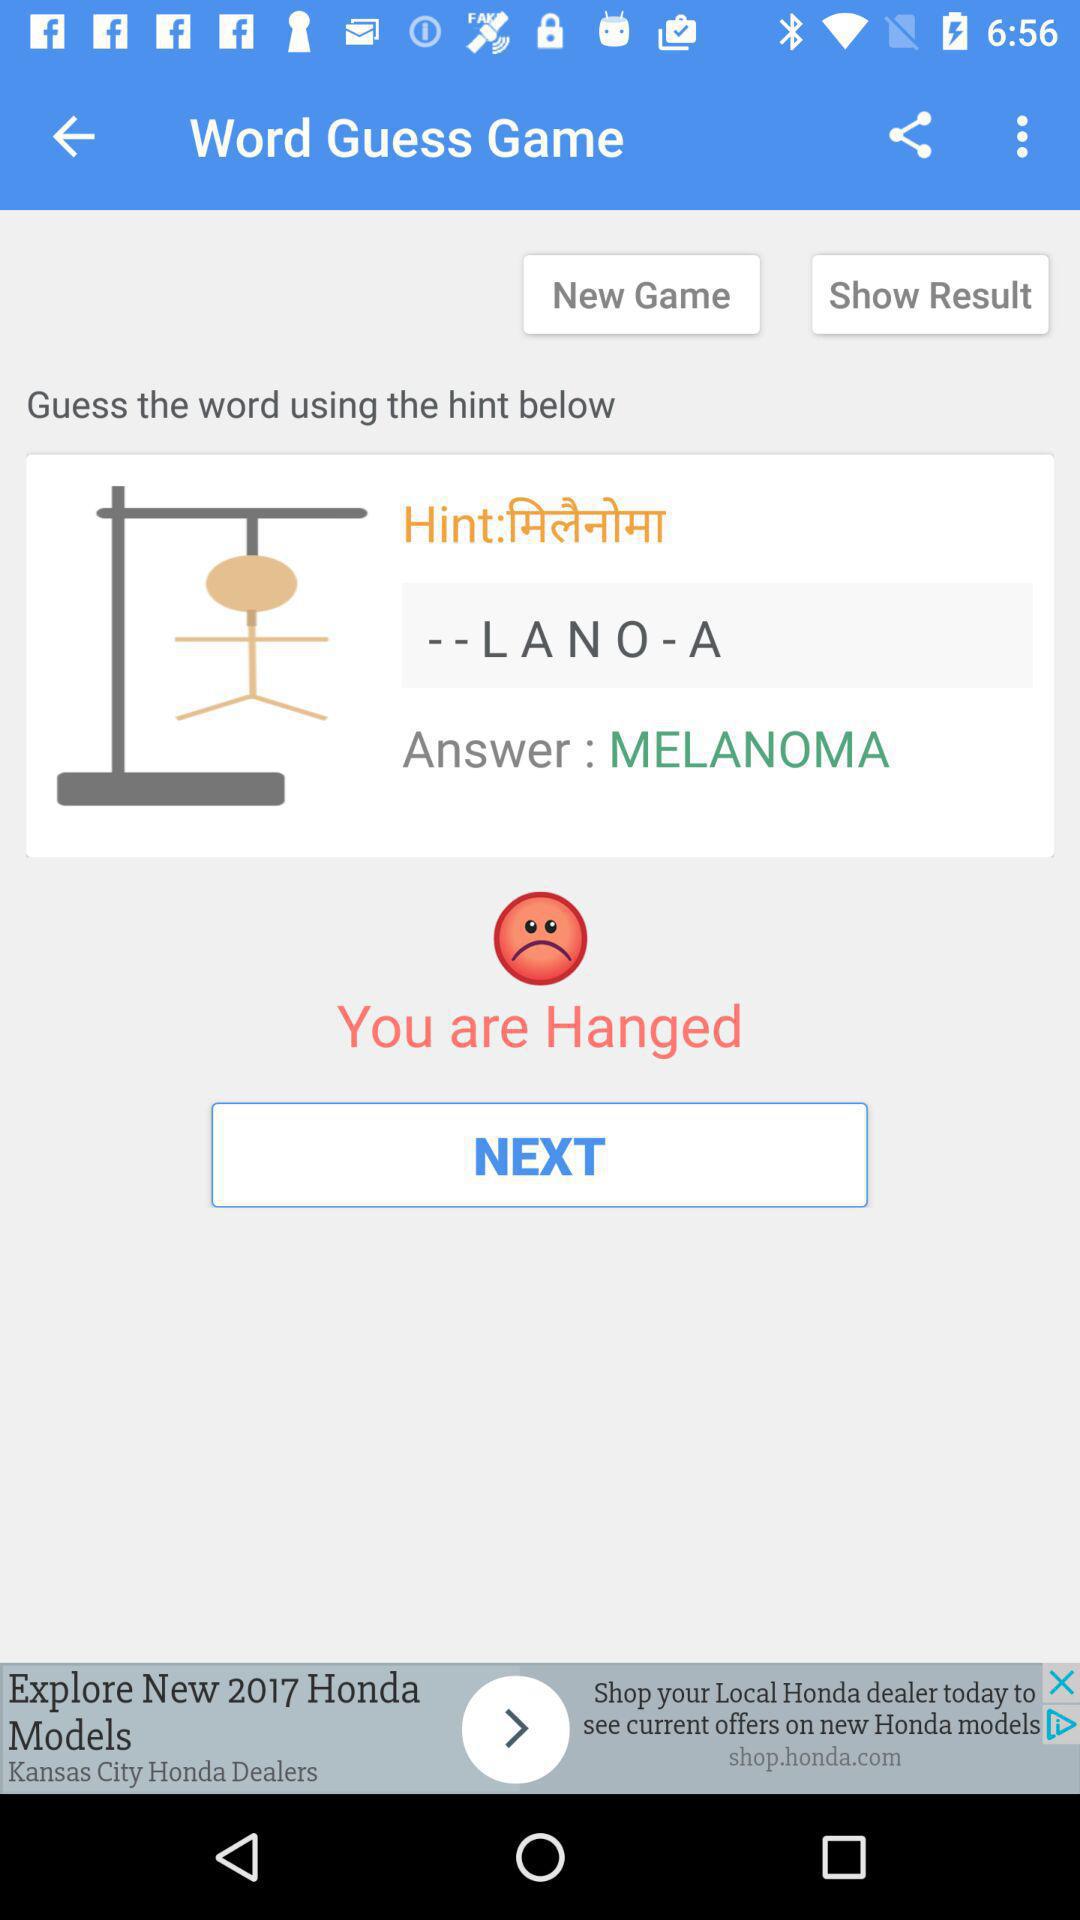 FAKE
6:56
Word Guess Game
New Game
Show Result
Guess the word using the hint below
Hint:मिलैनोमा
- - L A N O - A
Answer : MELANOMA
You are Hanged
NEXT
Explore New 2017 Honda
Models
Kansas City Honda Dealers
Shop your Local Honda dealer today to
see current offers on new Honda models
shop.honda.com